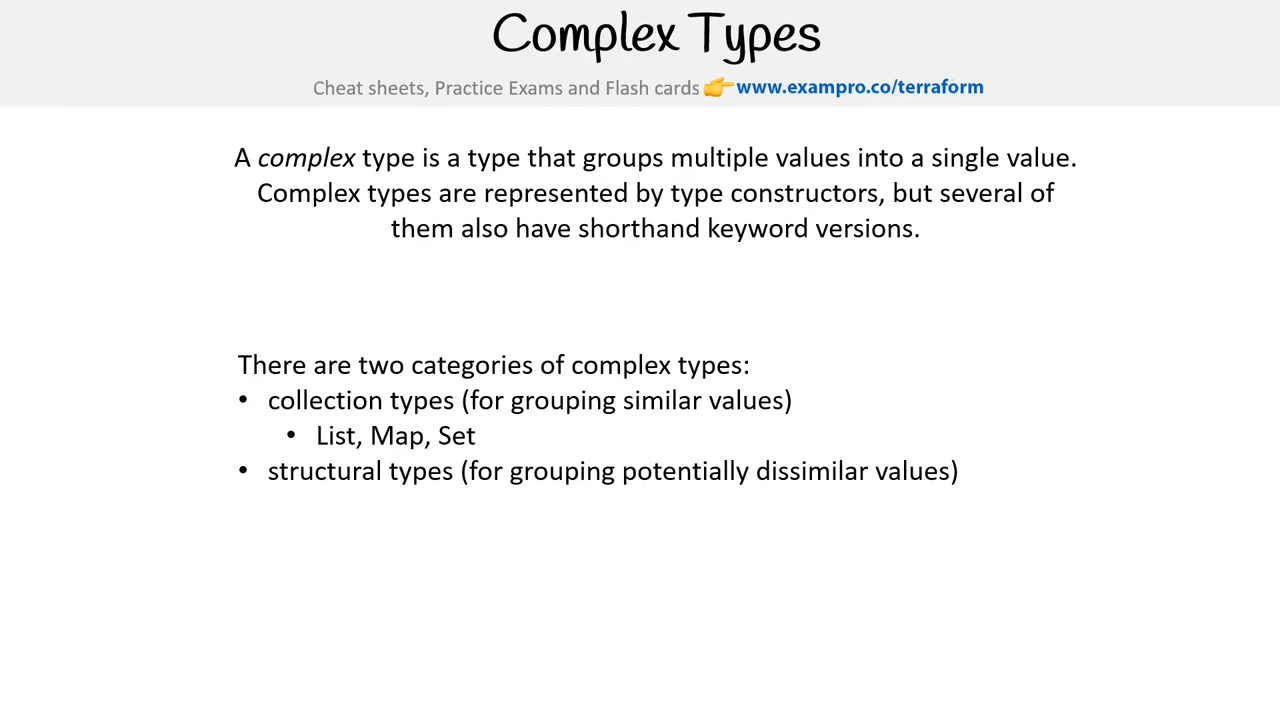 Complex Types
Cheat sheets, Practice Exams and Flash cards 👉 www.exampro.co/terraform
A complex type is a type that groups multiple values into a single value.
Complex types are represented by type constructors, but several of
them also have shorthand keyword versions.
There are two categories of complex types:
• collection types (for grouping similar values)
• List, Map, Set
• structural types (for grouping potentially dissimilar values)